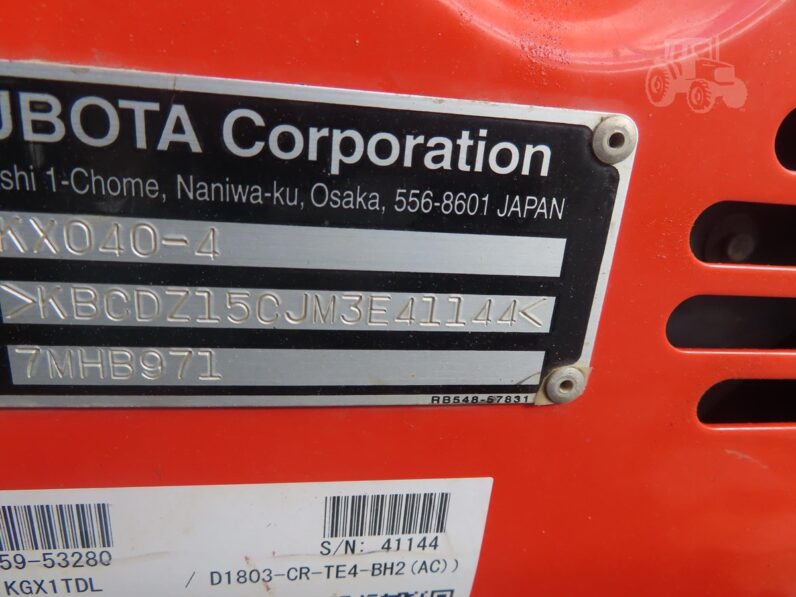 UBOTA Corporation
shi 1-Chome, Naniwa-ku, Osaka, 556-8601 JAPAN
KX040-4
>KBCDZ15CJM3E41144<
7MHB971
RB548-57831
59-53280
S/N: 41144
KGX1TDL / D1803-CR-TE4-BH2(AC))